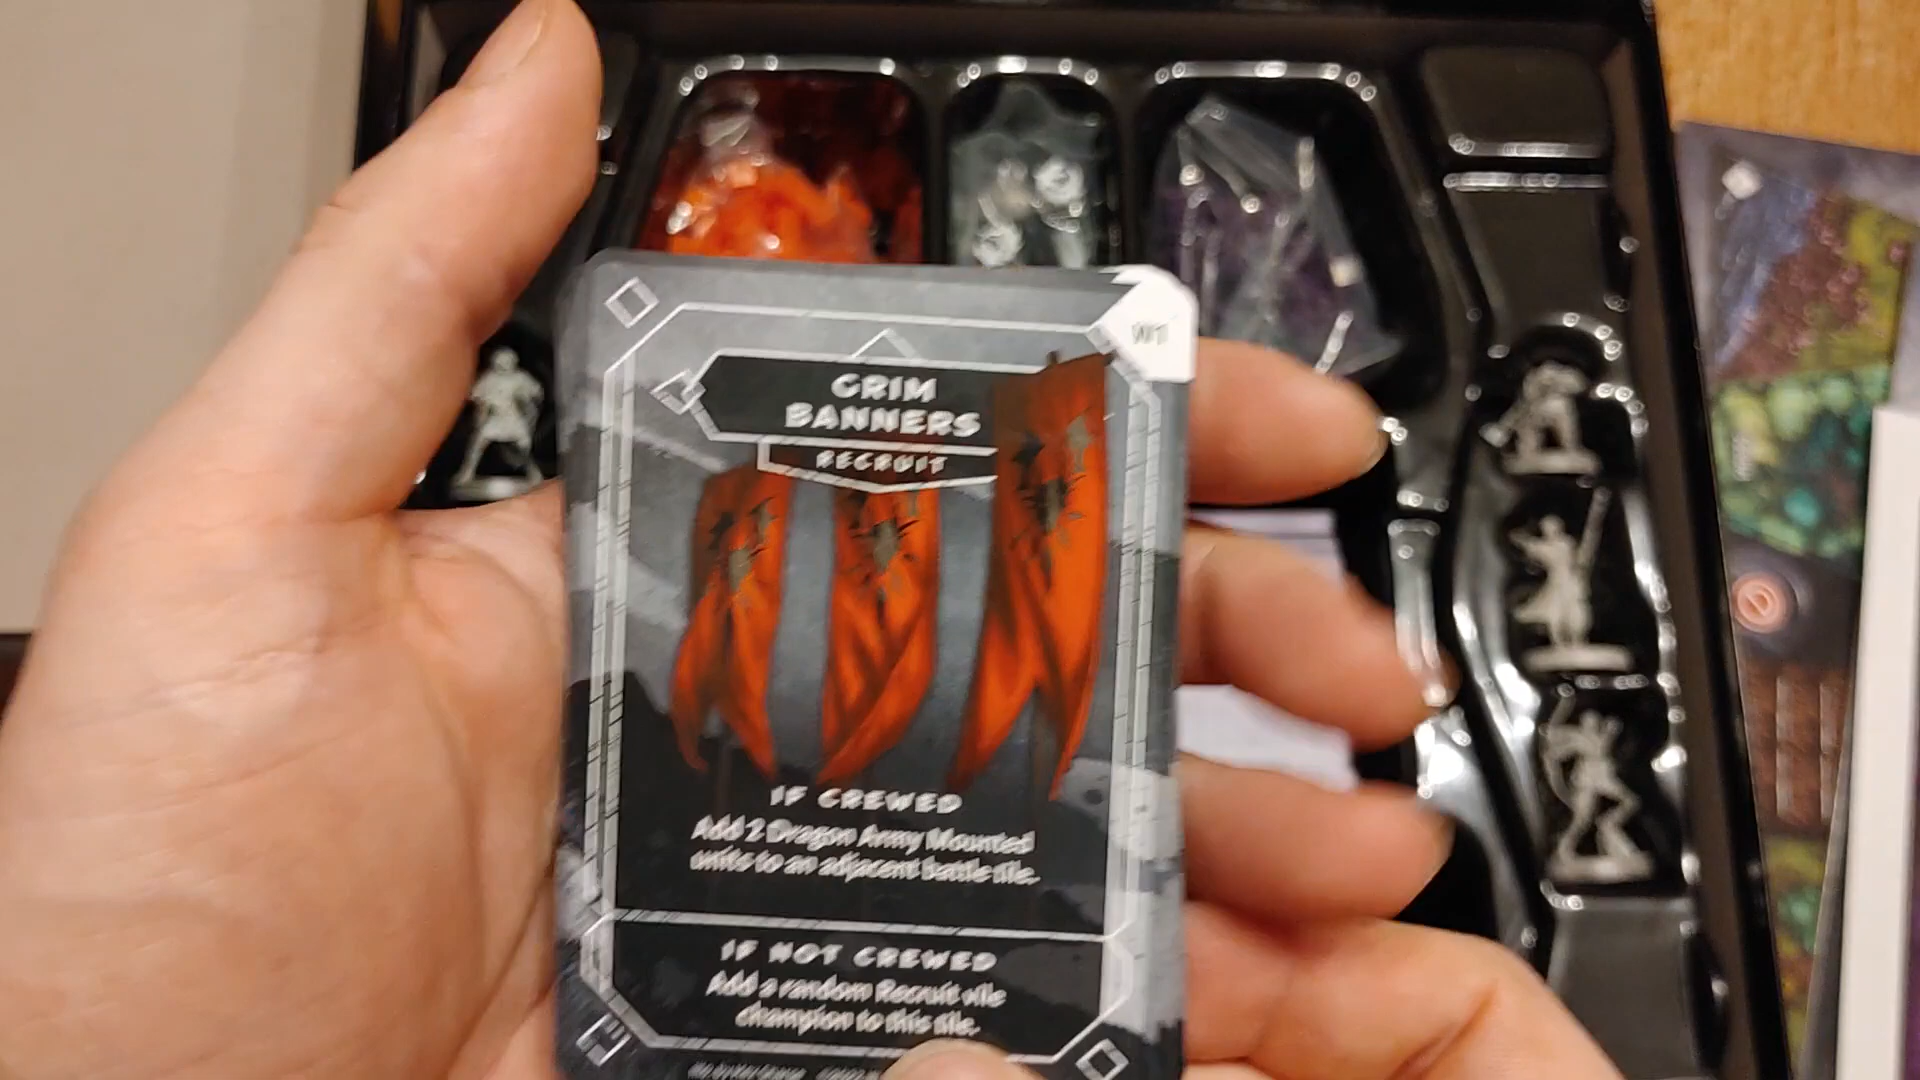 W1
GRIM
BANNERS
RECRUIT
IF CREWED
Add 2 Dragon Army Mounted
units to an adjacent battle tile.
IF NOT CREWED
Add a random Recruit vile
champion to this tile.